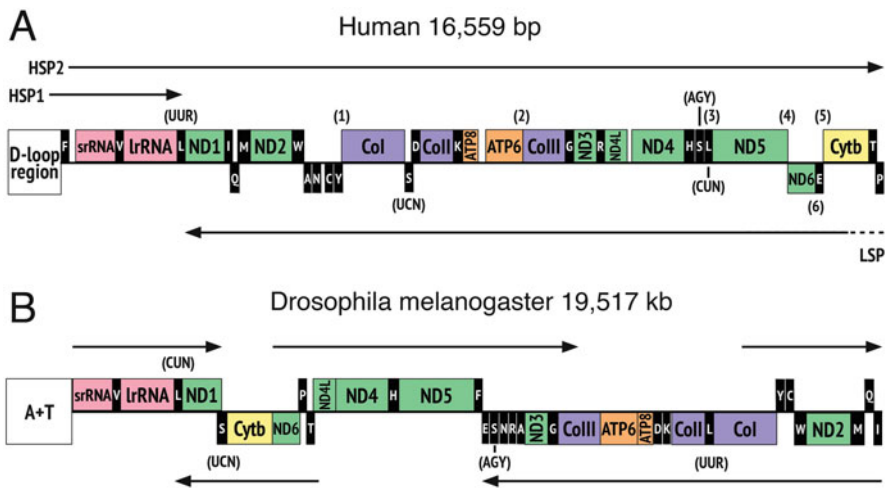 A
Human 16,559 bp
HSP2
HSP1
(UUR) (1) (2) (AGY) (3) (4) (5)
D-loop region F srRNA V lrRNA L ND1 I M ND2 W CoI D CoII K ATP8 ATP6 CoIII G ND3 R ND4L ND4 H S L ND5 Cytb T
Q A N C Y S ND6 E P
(UCN) (CUN) (6)
LSP
B
Drosophila melanogaster 19,517 kb
(CUN)
A+T srRNA V lrRNA L ND1 P ND4L ND4 H ND5 F Y C Q
S Cytb ND6 T E S N R A ND3 G CoIII ATP6 ATP8 D K CoII L CoI W ND2 M I
(UCN) (AGY) (UUR)